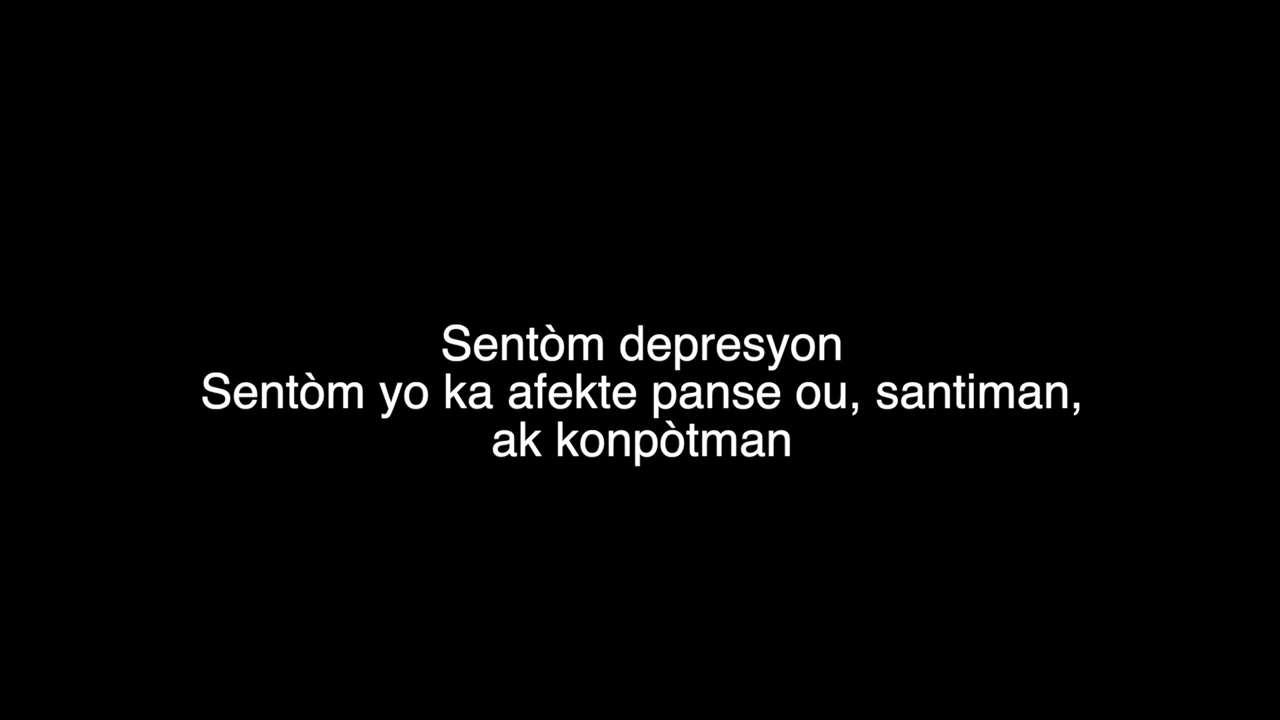 Sentòm depresyon
Sentòm yo ka afekte panse ou, santiman,
ak konpòtman